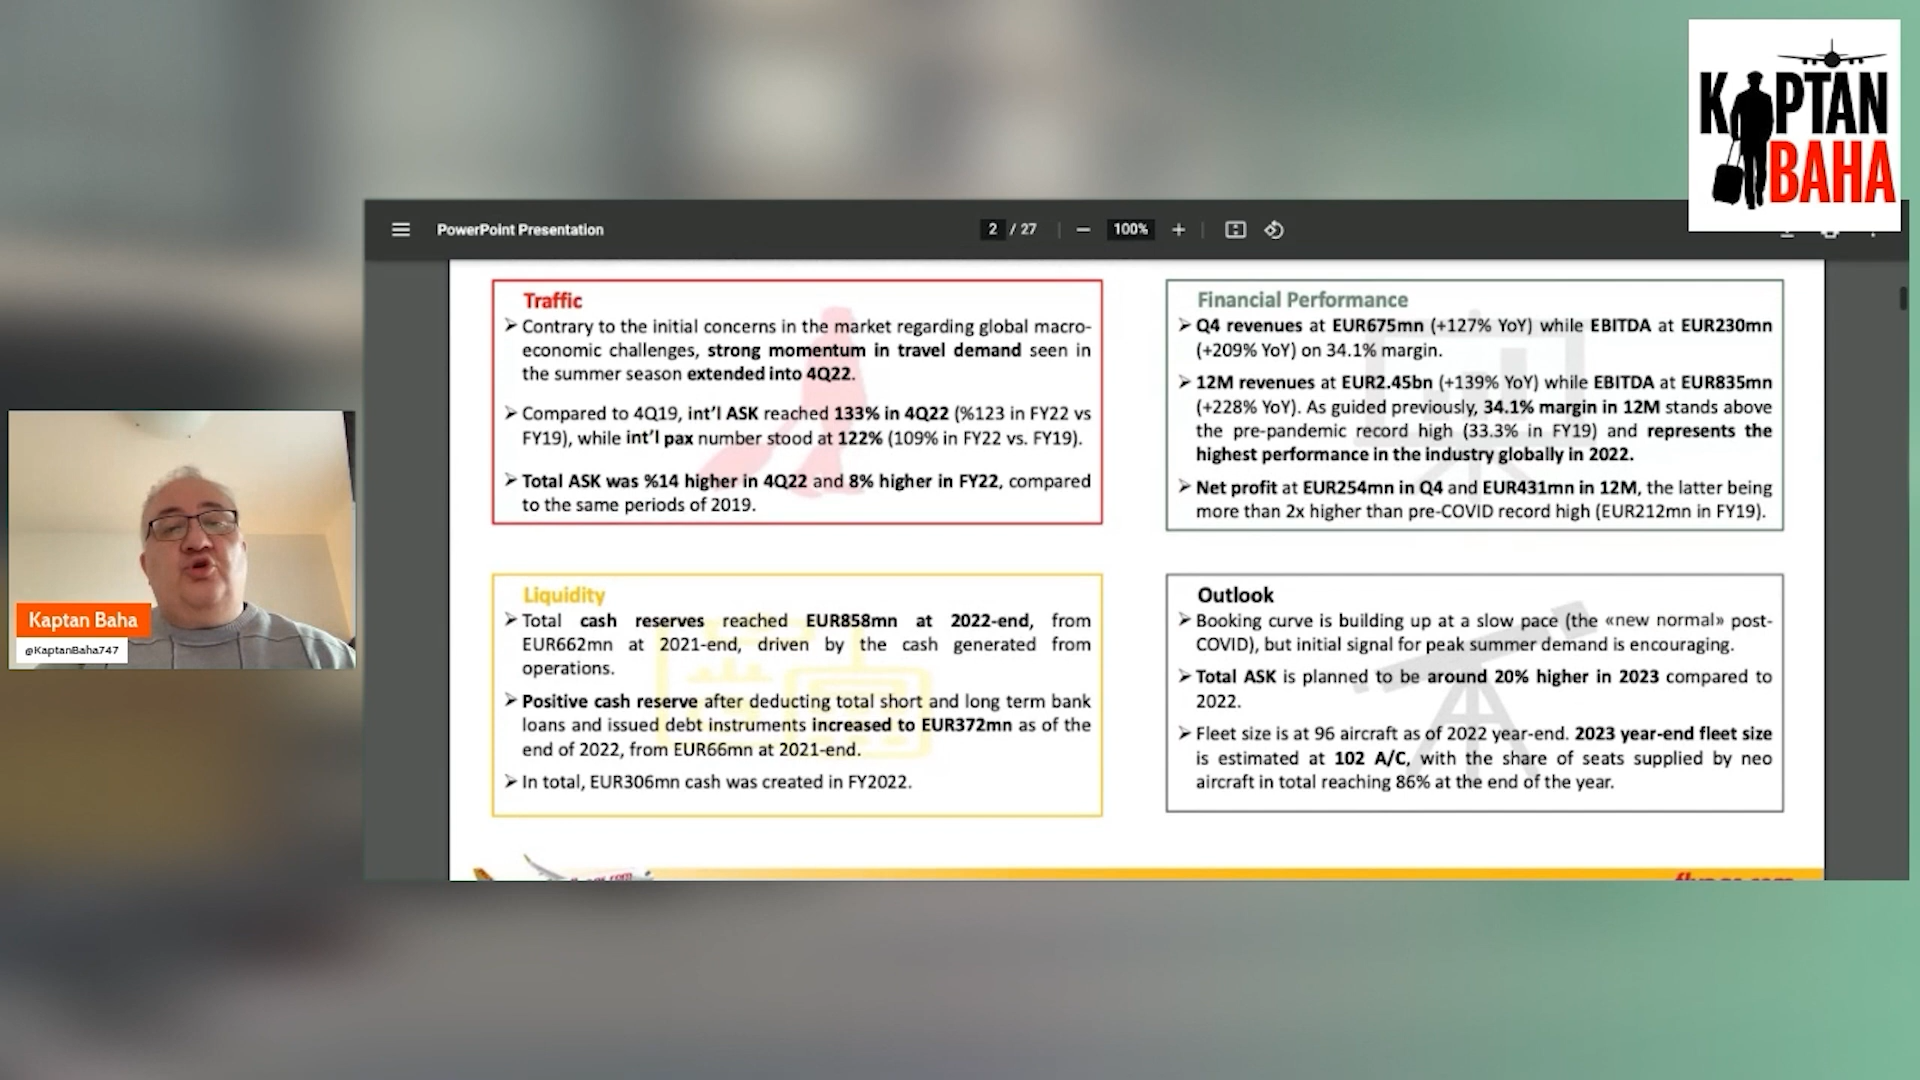 KAPTAN
BAHA
PowerPoint Presentation
2 / 27
100%
Traffic
Contrary to the initial concerns in the market regarding global macro-
economic challenges, strong momentum in travel demand seen in
the summer season extended into 4Q22.
Compared to 4Q19, int'l ASK reached 133% in 4Q22 (%123 in FY22 vs
FY19), while int'l pax number stood at 122% (109% in FY22 vs. FY19).
Total ASK was %14 higher in 4Q22 and 8% higher in FY22, compared
to the same periods of 2019.
Financial Performance
Q4 revenues at EUR675mn (+127% YoY) while EBITDA at EUR230mn
(+209% YoY) on 34.1% margin.
12M revenues at EUR2.45bn (+139% YoY) while EBITDA at EUR835mn
(+228% YoY). As guided previously, 34.1% margin in 12M stands above
the pre-pandemic record high (33.3% in FY19) and represents the
highest performance in the industry globally in 2022.
Net profit at EUR254mn in Q4 and EUR431mn in 12M, the latter being
more than 2x higher than pre-COVID record high (EUR212mn in FY19).
Liquidity
Total cash reserves reached EUR858mn at 2022-end, from
EUR662mn at 2021-end, driven by the cash generated from
operations.
Positive cash reserve after deducting total short and long term bank
loans and issued debt instruments increased to EUR372mn as of the
end of 2022, from EUR66mn at 2021-end.
In total, EUR306mn cash was created in FY2022.
Outlook
Booking curve is building up at a slow pace (the «new normal» post-
COVID), but initial signal for peak summer demand is encouraging.
Total ASK is planned to be around 20% higher in 2023 compared to
2022.
Fleet size is at 96 aircraft as of 2022 year-end. 2023 year-end fleet size
is estimated at 102 A/C, with the share of seats supplied by neo
aircraft in total reaching 86% at the end of the year.
Kaptan Baha
@KaptanBaha747